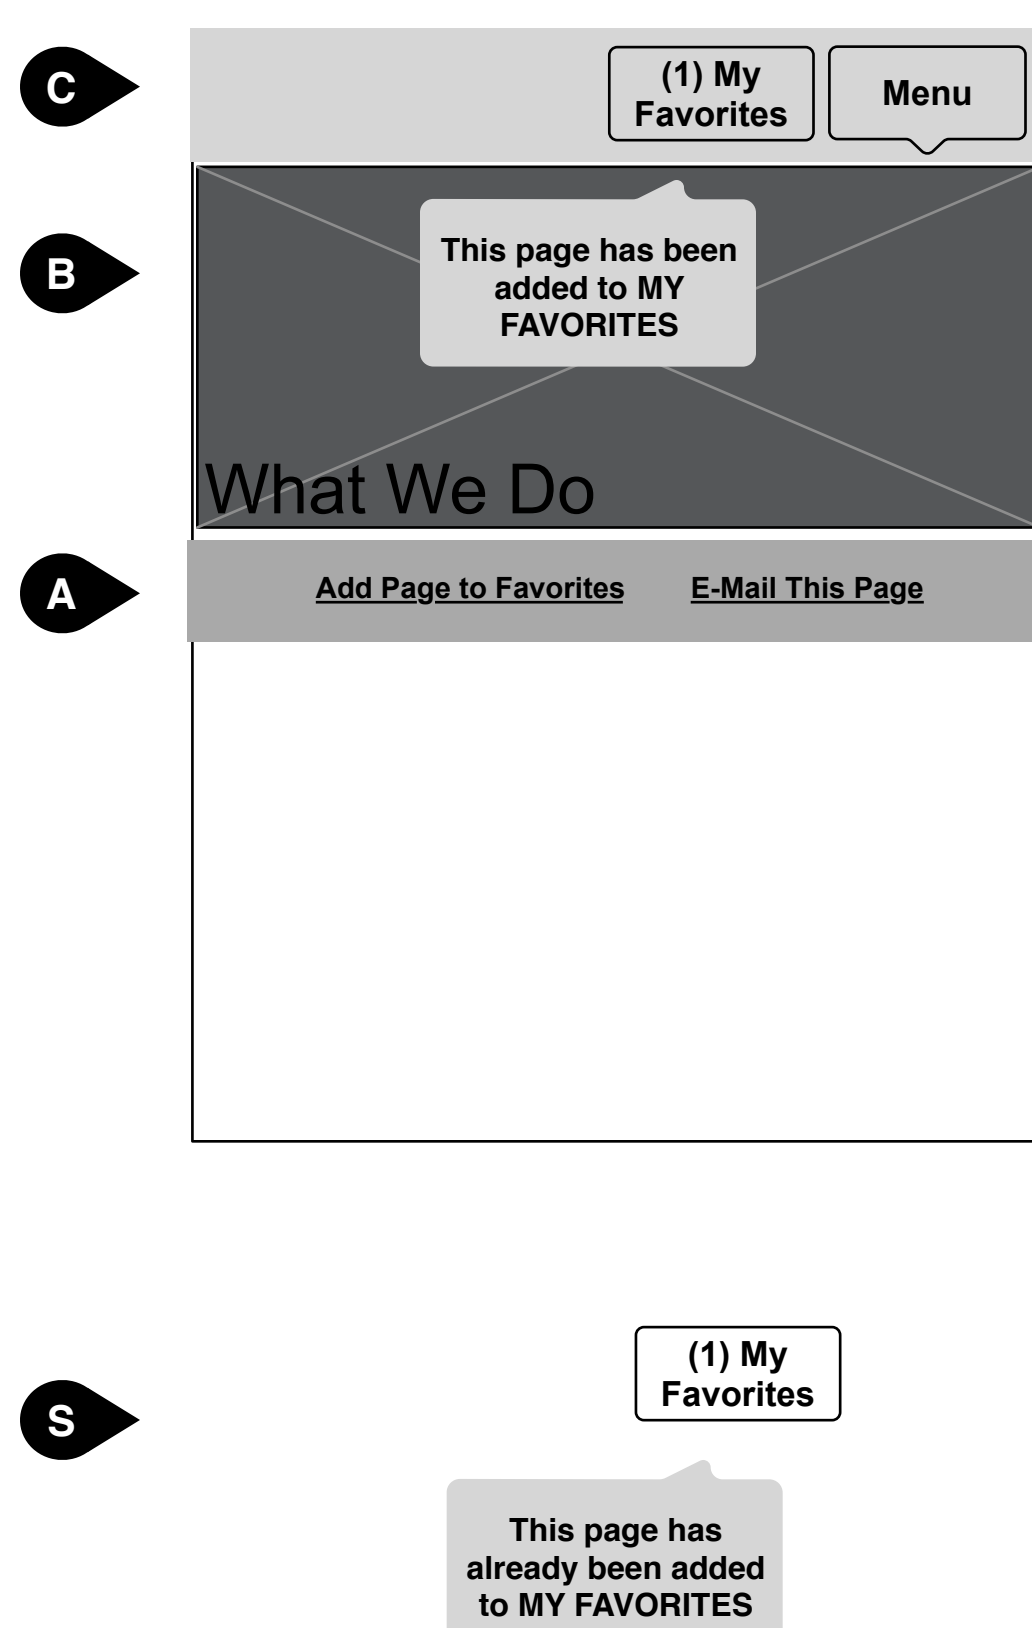 C
(1) My
Favorites
Menu
B
This page has been
added to MY
FAVORITES
What We Do
A
Add Page to Favorites
E-Mail This Page
S
(1) My
Favorites
This page has
already been added
to MY FAVORITES